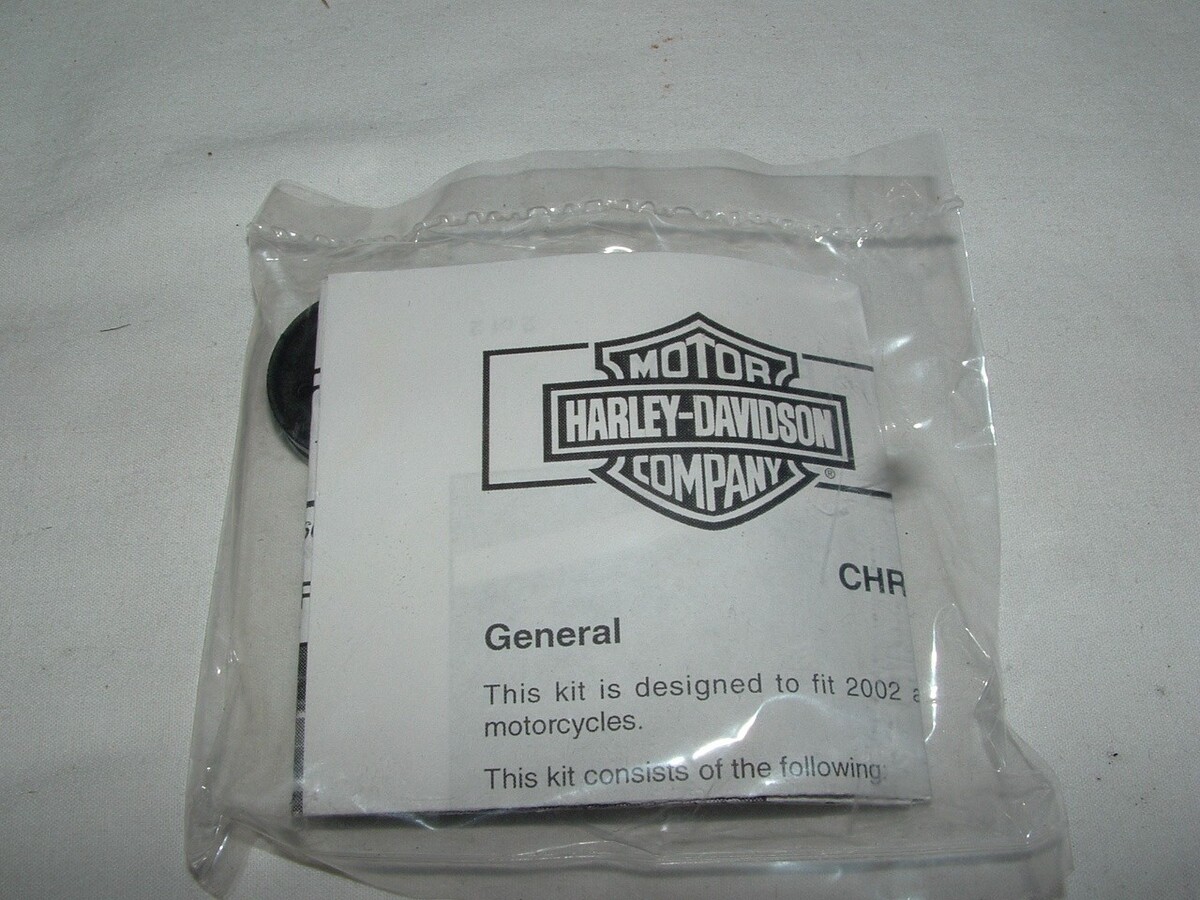 MOTOR
HARLEY-DAVIDSON
COMPANY
®
CHR
General
This kit is designed to fit 2002
motorcycles.
This kit consists of the following: